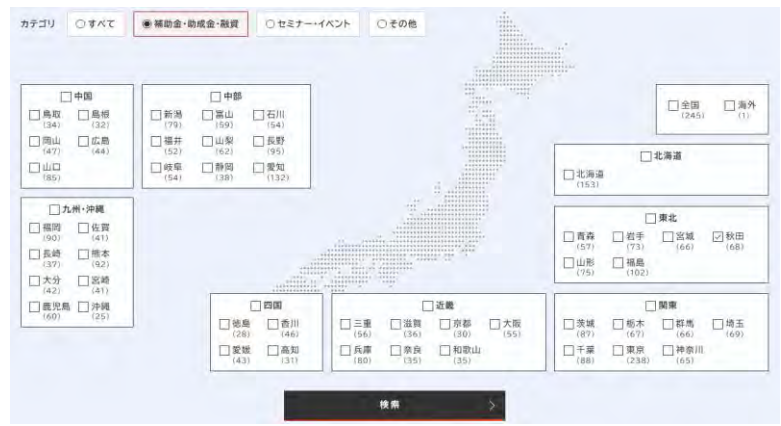 カテゴリ すべて 補助金・助成金・融資 セミナー・イベント その他
中国
鳥取 島根
(34) (32)
岡山 広島
(47) (44)
山口
(85)
中部
新潟 富山 石川
(79) (59) (54)
福井 山梨 長野
(52) (62) (95)
岐阜 静岡 愛知
(54) (38) (132)
全国 海外
(245) (1)
北海道
北海道
(153)
九州・沖縄
福岡 佐賀
(90) (41)
長崎 熊本
(37) (92)
大分 宮崎
(42) (41)
鹿児島 沖縄
(60) (25)
東北
青森 岩手 宮城 秋田
(57) (73) (66) (68)
山形 福島
(75) (102)
四国
徳島 香川
(28) (46)
愛媛 高知
(43) (31)
近畿
三重 滋賀 京都 大阪
(56) (36) (30) (55)
兵庫 奈良 和歌山
(80) (35) (35)
関東
茨城 栃木 群馬 埼玉
(87) (67) (66) (69)
千葉 東京 神奈川
(88) (238) (65)
検索